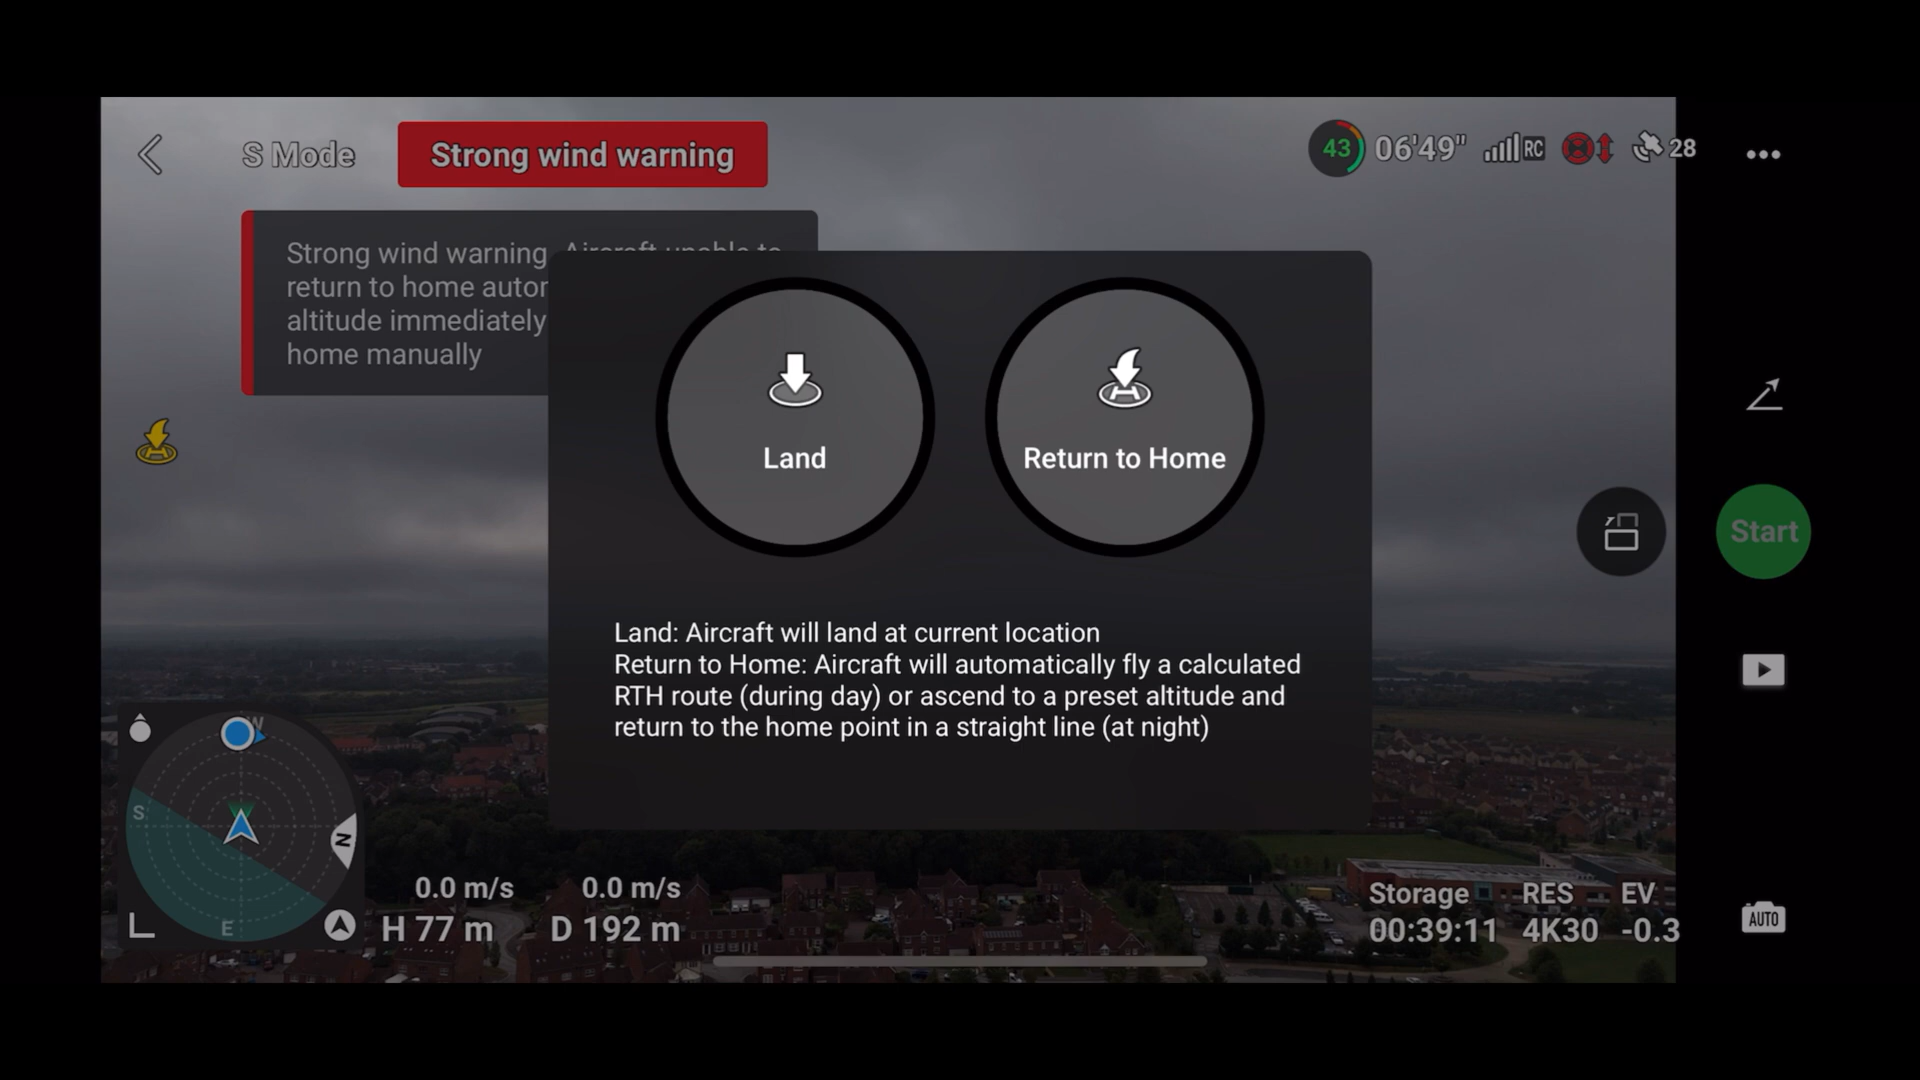 S Mode
Strong wind warning
43
06'49"
RC
28
Strong wind warning
return to home
altitude immediately
home manually
Land
Return to Home
Start
Land: Aircraft will land at current location
Return to Home: Aircraft will automatically fly a calculated
RTH route (during day) or ascend to a preset altitude and
return to the home point in a straight line (at night)
W
S
N
E
0.0 m/s
0.0 m/s
H 77 m
D 192 m
Storage
RES
EV
00:39:11
4K30
-0.3
AUTO